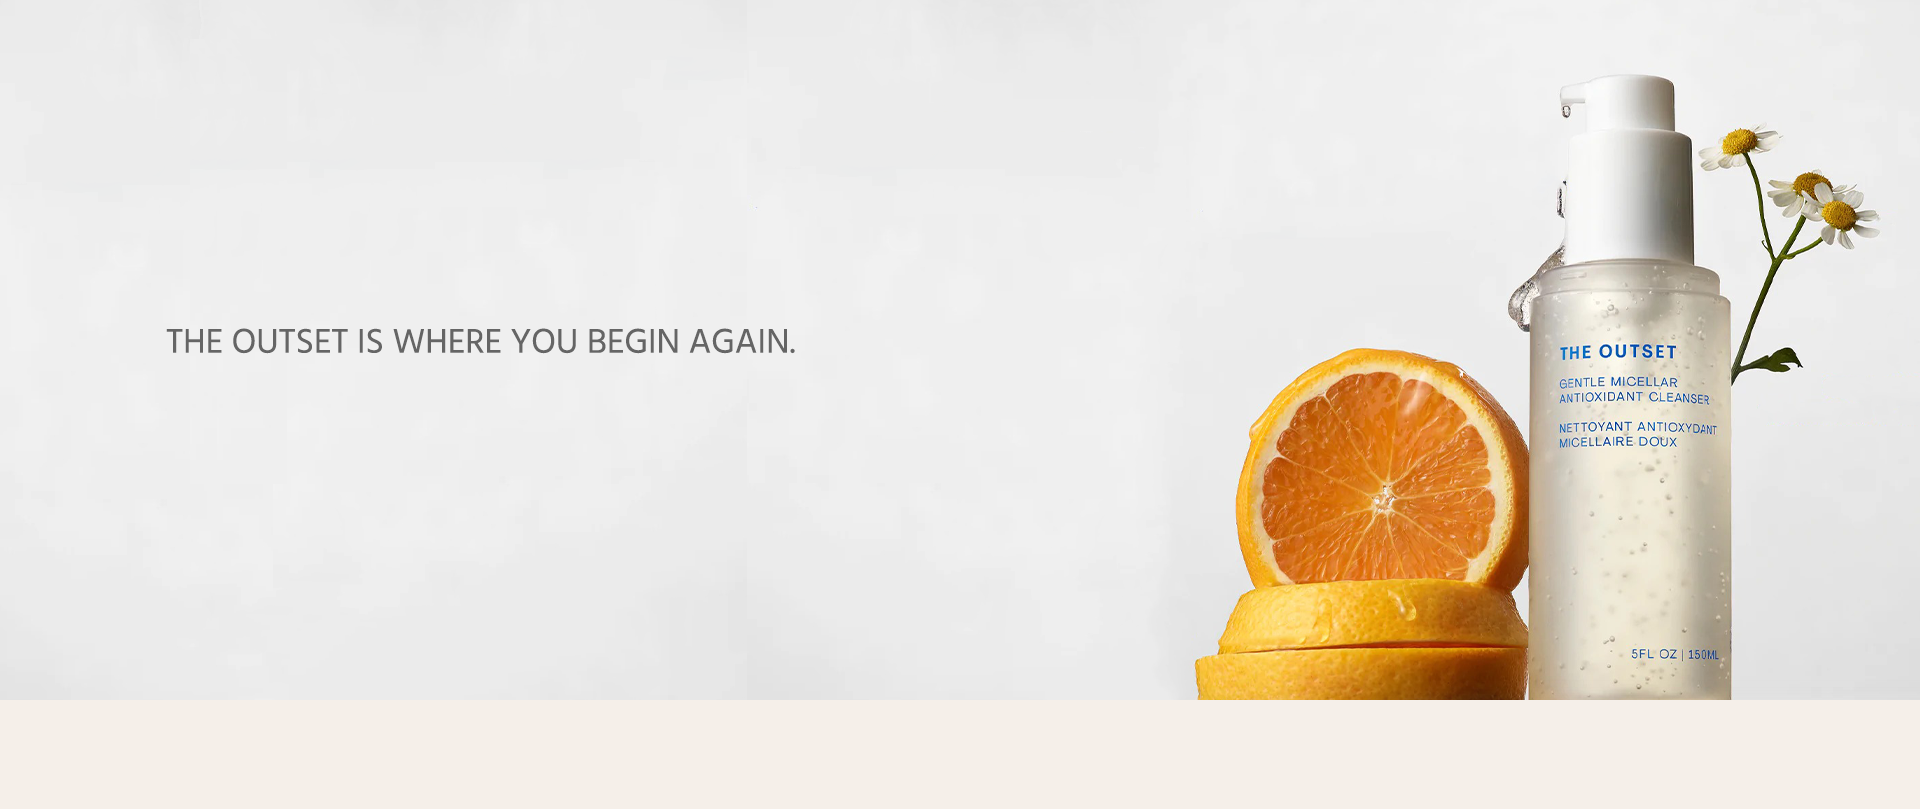 THE OUTSET IS WHERE YOU BEGIN AGAIN.
THE OUTSET
GENTLE MICELLAR
ANTIOXIDANT CLEANSER
NETTOYANT ANTIOXYDANT
MICELLAIRE DOUX
5FL OZ | 150ML